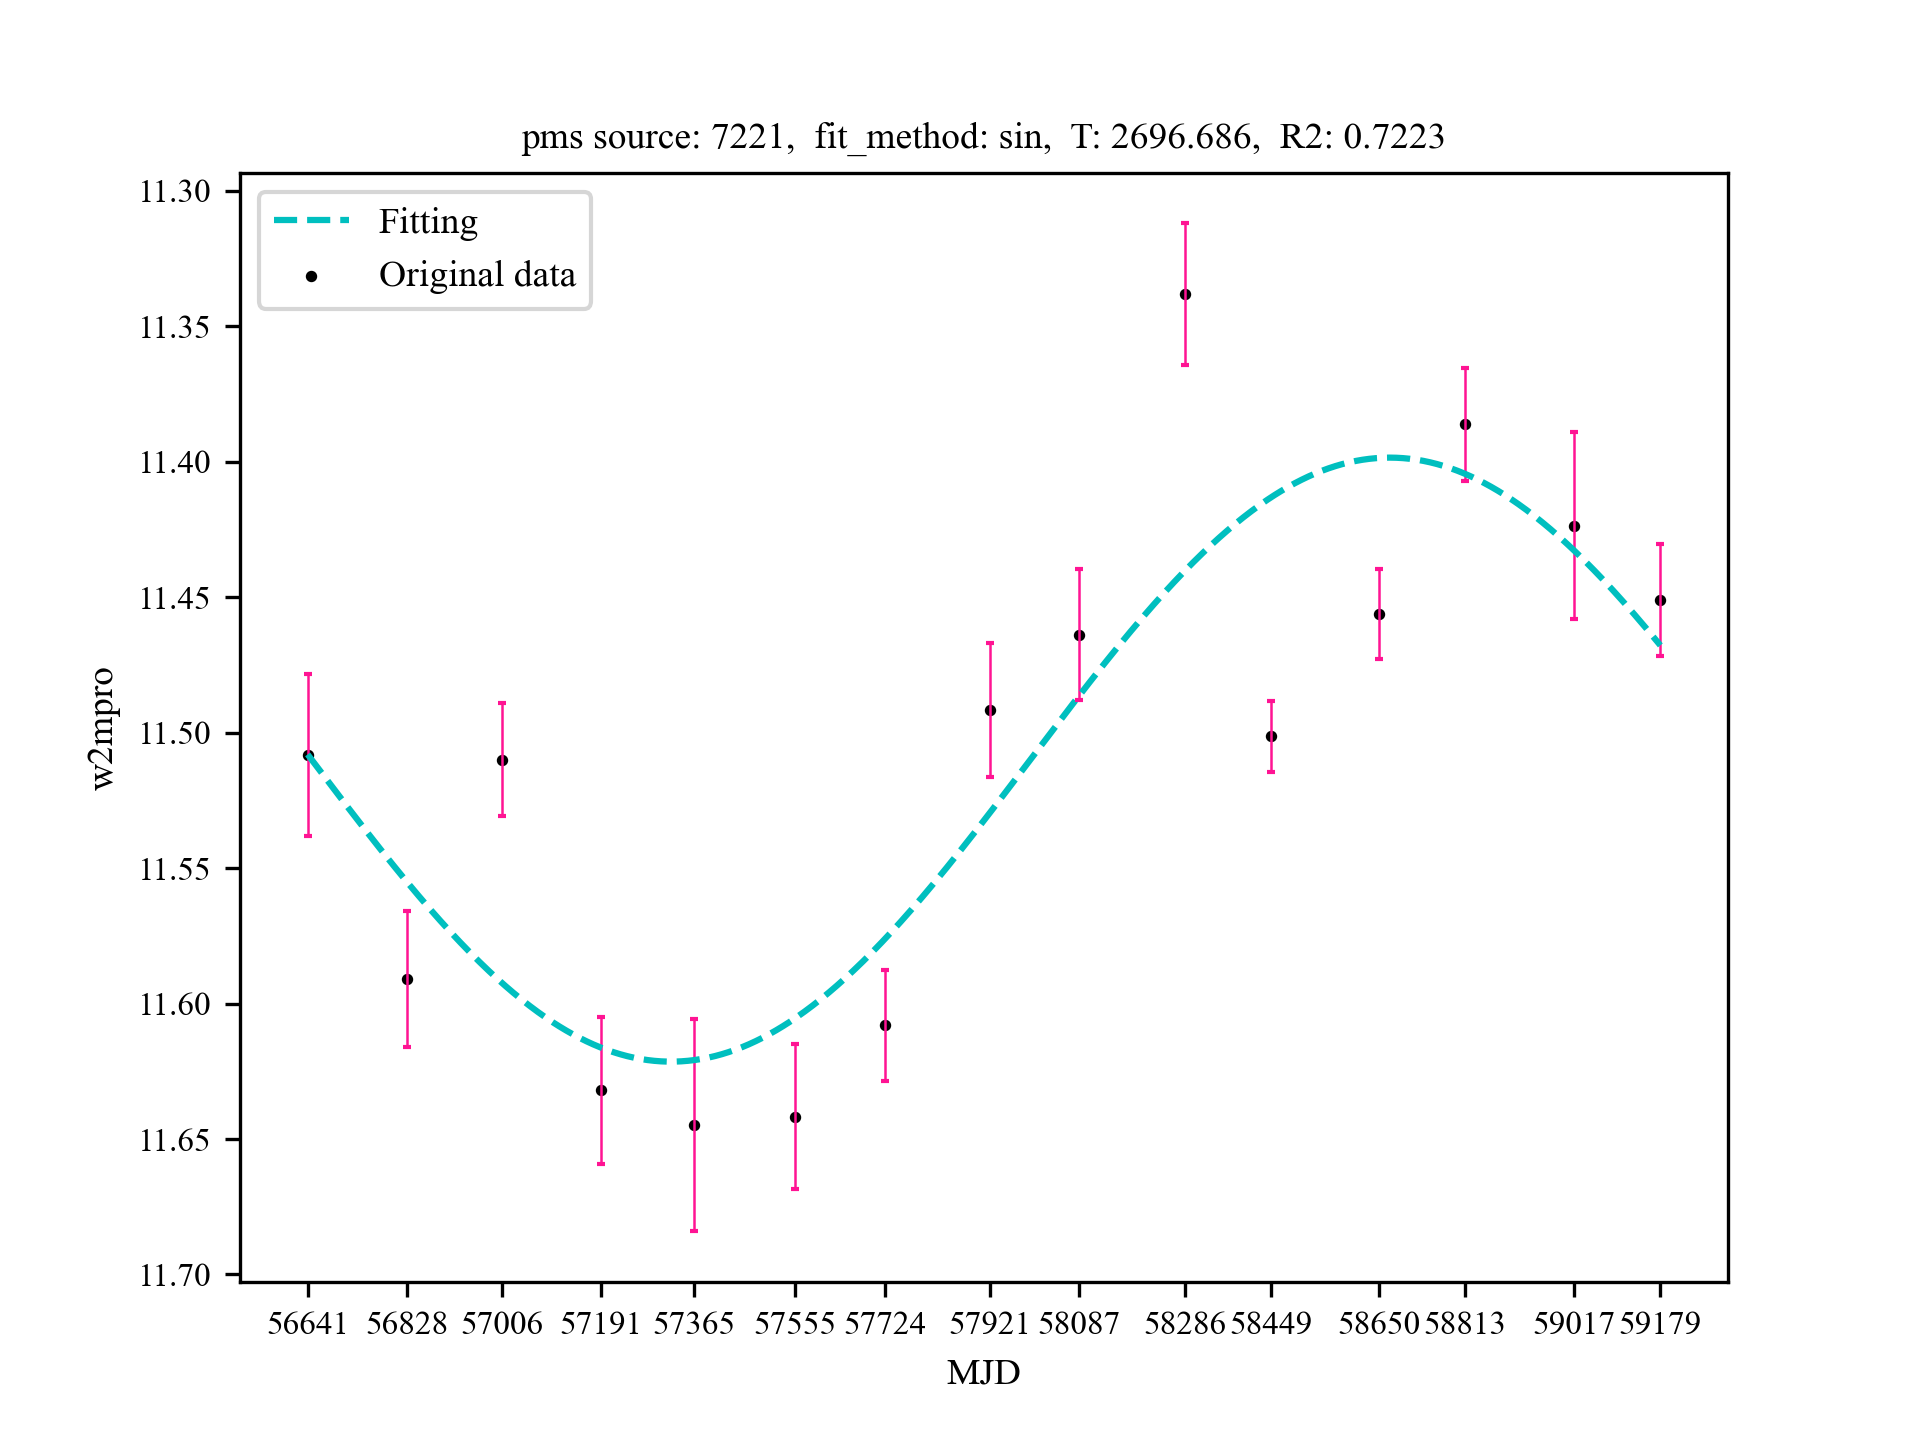 pms source: 7221,  fit_method: sin,  T: 2696.686,  R2: 0.7223
Fitting
Original data
11.30
11.35
11.40
11.45
11.50
11.55
11.60
11.65
11.70
w2mpro
56641 56828 57006 57191 57365 57555 57724 57921 58087 58286 58449 58650 58813 59017 59179
MJD